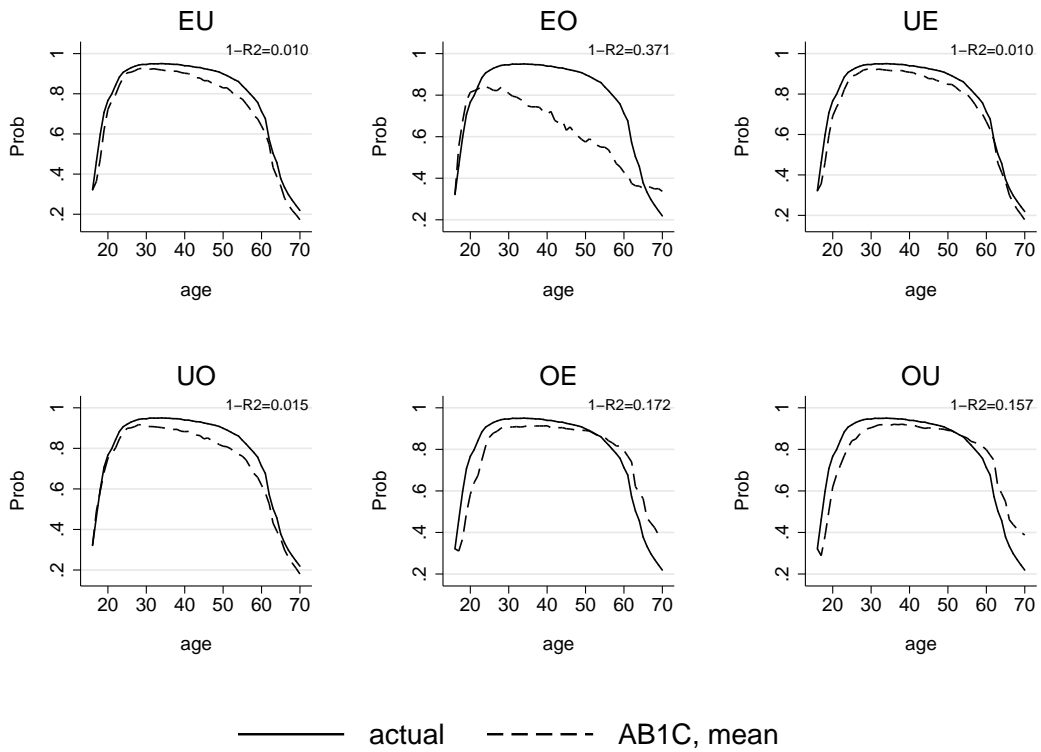 EU
1−R2=0.010
Prob
1
.8
.6
.4
.2
20 30 40 50 60 70
age
EO
1−R2=0.371
Prob
1
.8
.6
.4
.2
20 30 40 50 60 70
age
UE
1−R2=0.010
Prob
1
.8
.6
.4
.2
20 30 40 50 60 70
age
UO
1−R2=0.015
Prob
1
.8
.6
.4
.2
20 30 40 50 60 70
age
OE
1−R2=0.172
Prob
1
.8
.6
.4
.2
20 30 40 50 60 70
age
OU
1−R2=0.157
Prob
1
.8
.6
.4
.2
20 30 40 50 60 70
age
actual AB1C, mean